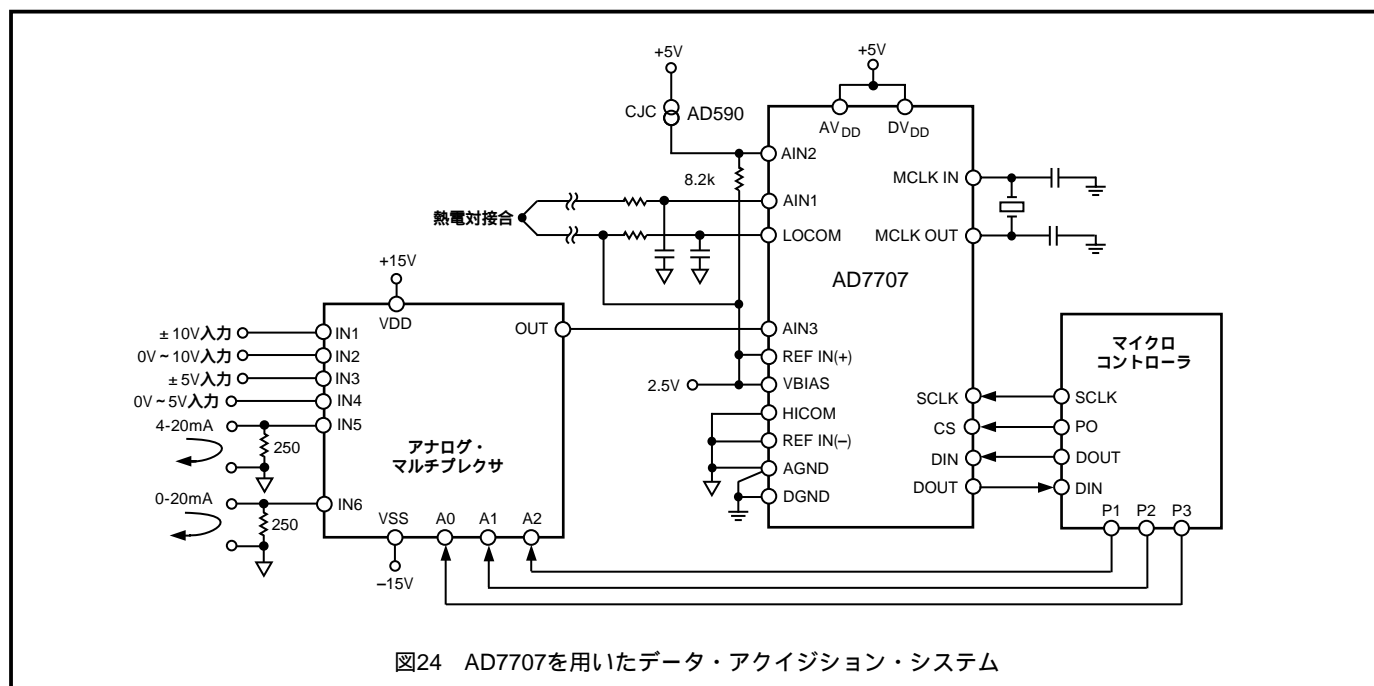 +5V
CJC
AD590
+5V
AVDD
DVDD
AIN2
8.2k
AIN1
LOCOM
熱電対接合
MCLK IN
MCLK OUT
AD7707
+15V
VDD
OUT
AIN3
REF IN(+)
2.5V
VBIAS
HICOM
REF IN(–)
AGND
DGND
SCLK
CS
DIN
DOUT
マイクロ
コントローラ
SCLK
PO
DOUT
DIN
P1
P2
P3
±10V入力
IN1
0V~10V入力
IN2
±5V入力
IN3
0V~5V入力
IN4
4-20mA
IN5
250
アナログ・
マルチプレクサ
0-20mA
IN6
250
VSS
A0
A1
A2
–15V
図24 AD7707を用いたデータ・アクイジション・システム